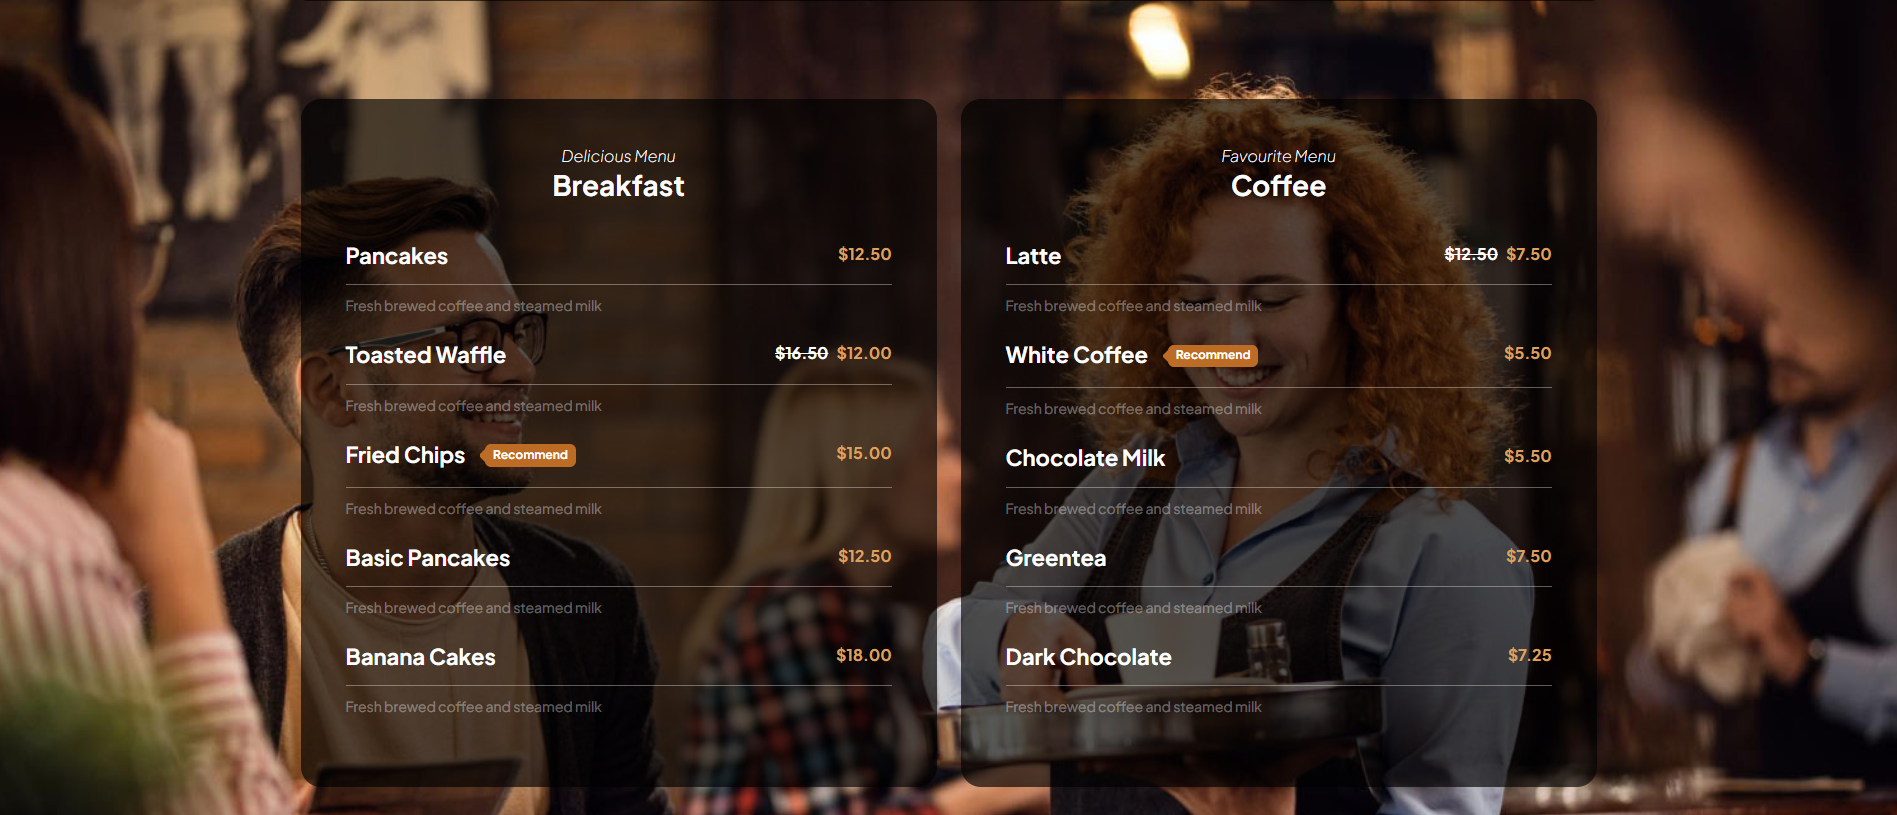 Delicious Menu
Breakfast
Pancakes $12.50
Fresh brewed coffee and steamed milk
Toasted Waffle $16.50 $12.00
Fresh brewed coffee and steamed milk
Fried Chips Recommend $15.00
Fresh brewed coffee and steamed milk
Basic Pancakes $12.50
Fresh brewed coffee and steamed milk
Banana Cakes $18.00
Fresh brewed coffee and steamed milk
Favourite Menu
Coffee
Latte $12.50 $7.50
Fresh brewed coffee and steamed milk
White Coffee Recommend $5.50
Fresh brewed coffee and steamed milk
Chocolate Milk $5.50
Fresh brewed coffee and steamed milk
Greentea $7.50
Fresh brewed coffee and steamed milk
Dark Chocolate $7.25
Fresh brewed coffee and steamed milk